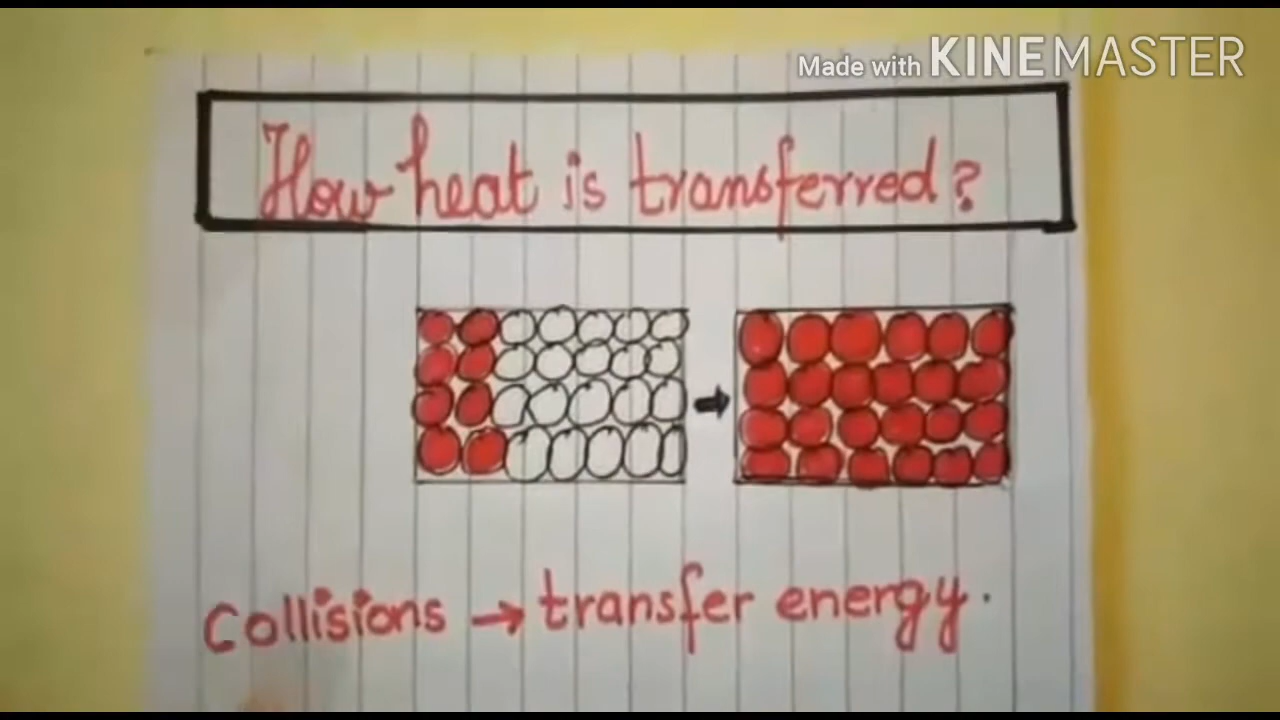 Made with KINEMASTER
How heat is transferred?
Collisions → transfer energy.